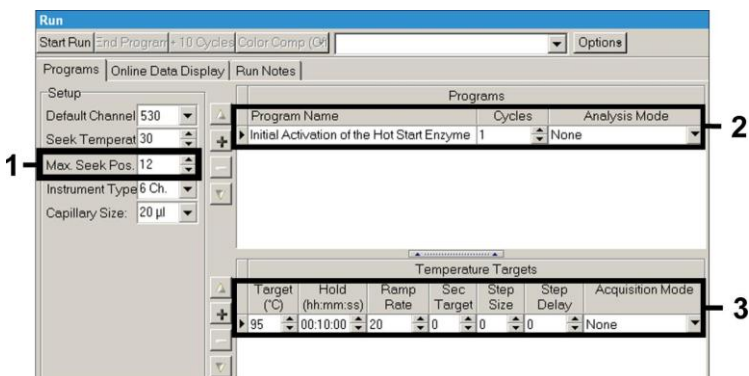 Run
Start Run End Program + 10 Cycles Color Comp (Off) Options
Programs Online Data Display Run Notes
Setup
Default Channel 530
Seek Temperat 30
Max. Seek Pos. 12
Instrument Type 6 Ch.
Capillary Size: 20 µl
Programs
Program Name Cycles Analysis Mode
Initial Activation of the Hot Start Enzyme 1 None
Temperature Targets
Target (°C) Hold (hh:mm:ss) Ramp Rate Sec Target Step Size Step Delay Acquisition Mode
95 00:10:00 20 0 0 0 None
1
2
3